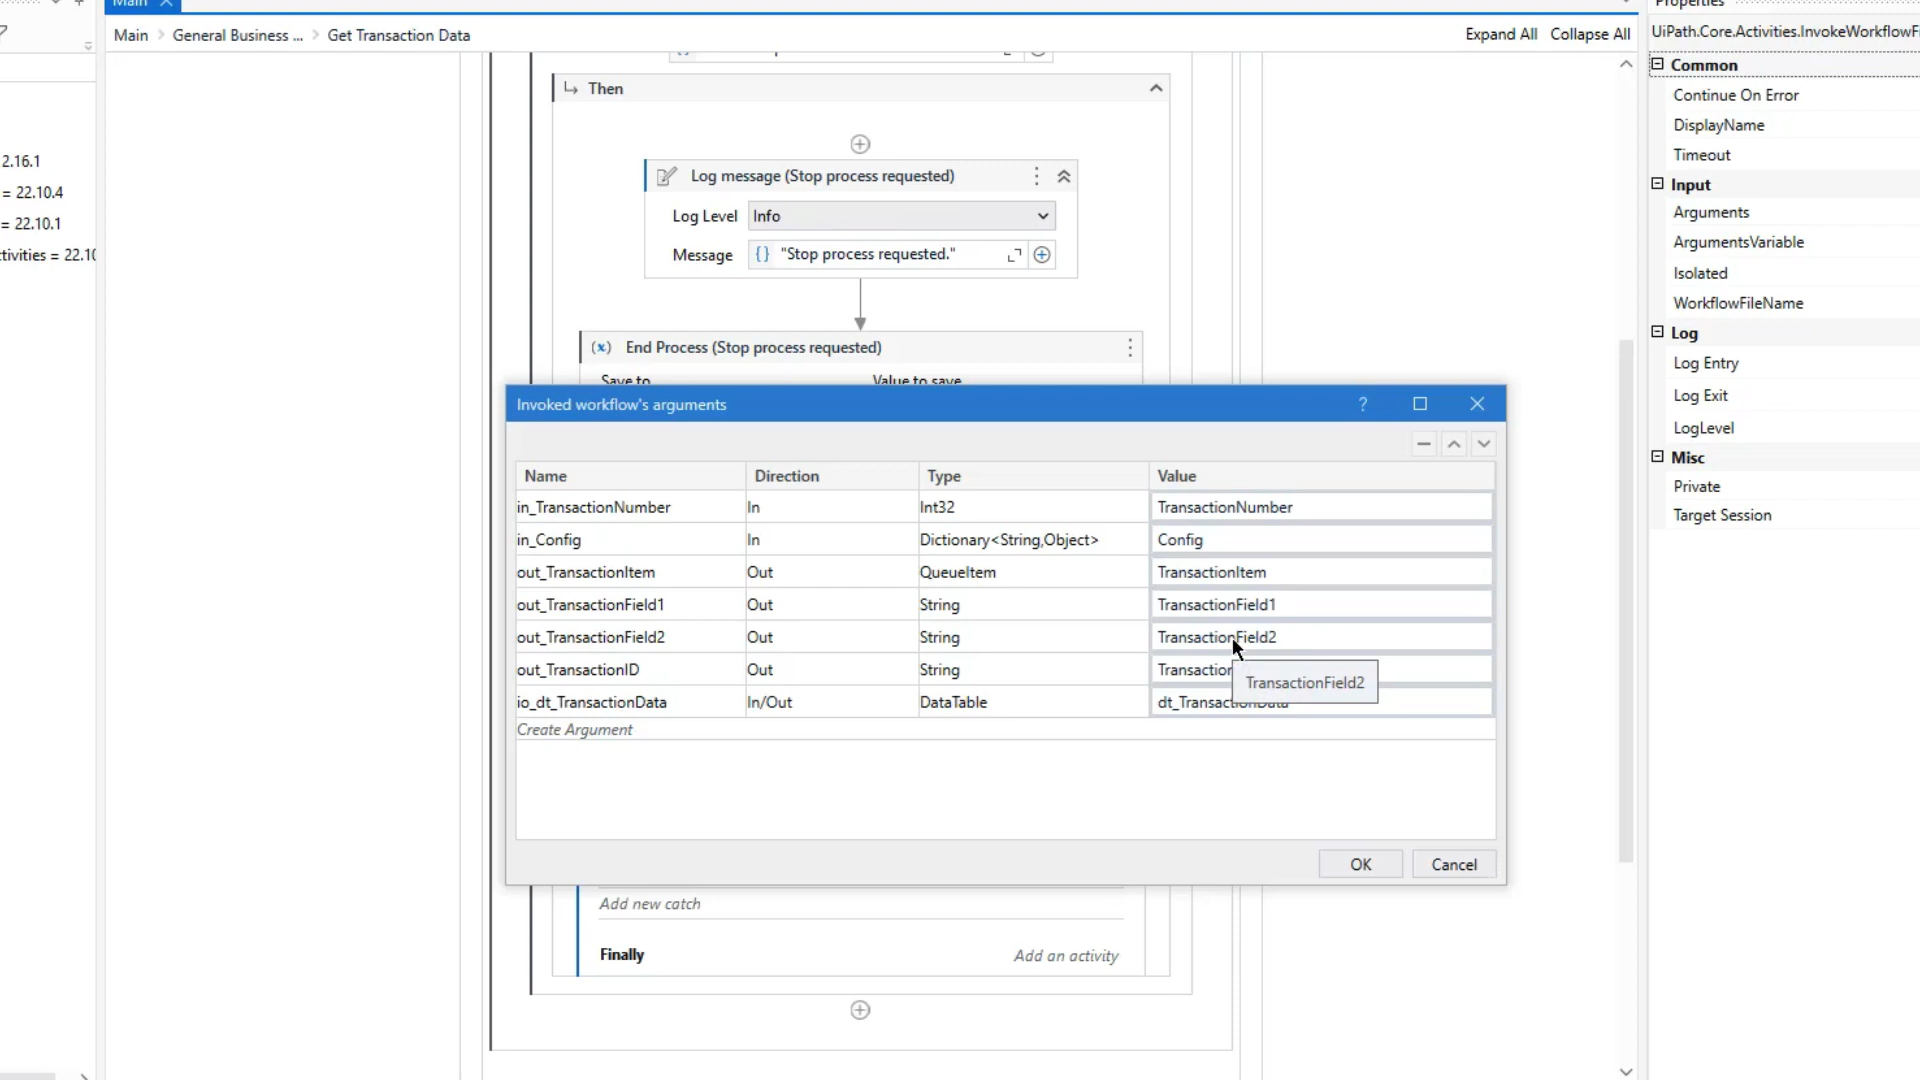 Main
Properties
Main > General Business ... > Get Transaction Data
Expand All Collapse All
UiPath.Core.Activities.InvokeWorkflowFi
Common
Continue On Error
DisplayName
Timeout
Input
Arguments
ArgumentsVariable
Isolated
WorkflowFileName
Log
Log Entry
Log Exit
LogLevel
Misc
Private
Target Session
2.16.1
= 22.10.4
= 22.10.1
tivities = 22.10
Then
Log message (Stop process requested)
Log Level Info
Message {} "Stop process requested."
(x) End Process (Stop process requested)
Save to Value to save
Invoked workflow's arguments
Name Direction Type Value
in_TransactionNumber In Int32 TransactionNumber
in_Config In Dictionary<String,Object> Config
out_TransactionItem Out QueueItem TransactionItem
out_TransactionField1 Out String TransactionField1
out_TransactionField2 Out String TransactionField2
out_TransactionID Out String Transaction
TransactionField2
io_dt_TransactionData In/Out DataTable dt_TransactionData
Create Argument
OK Cancel
Add new catch
Finally Add an activity